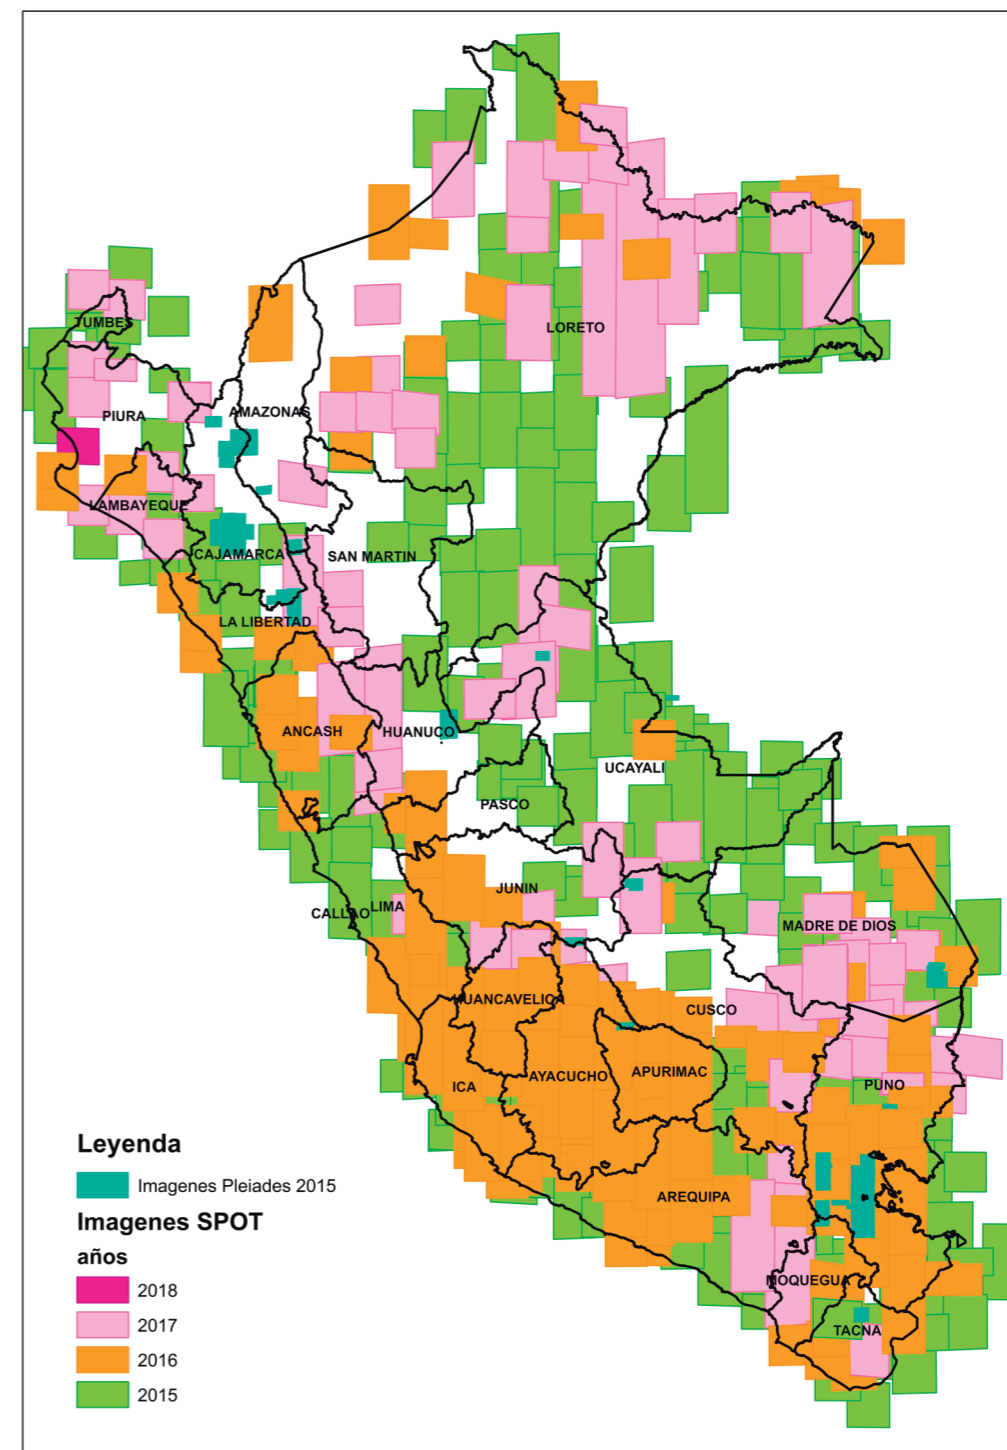 TUMBES
LORETO
PIURA
AMAZONAS
LAMBAYEQUE
CAJAMARCA
SAN MARTIN
LA LIBERTAD
ANCASH
HUANUCO
UCAYALI
PASCO
JUNIN
CALLAO
LIMA
MADRE DE DIOS
HUANCAVELICA
CUSCO
ICA
AYACUCHO
APURIMAC
PUNO
AREQUIPA
MOQUEGUA
TACNA
Leyenda
Imagenes Pleiades 2015
Imagenes SPOT
años
2018
2017
2016
2015